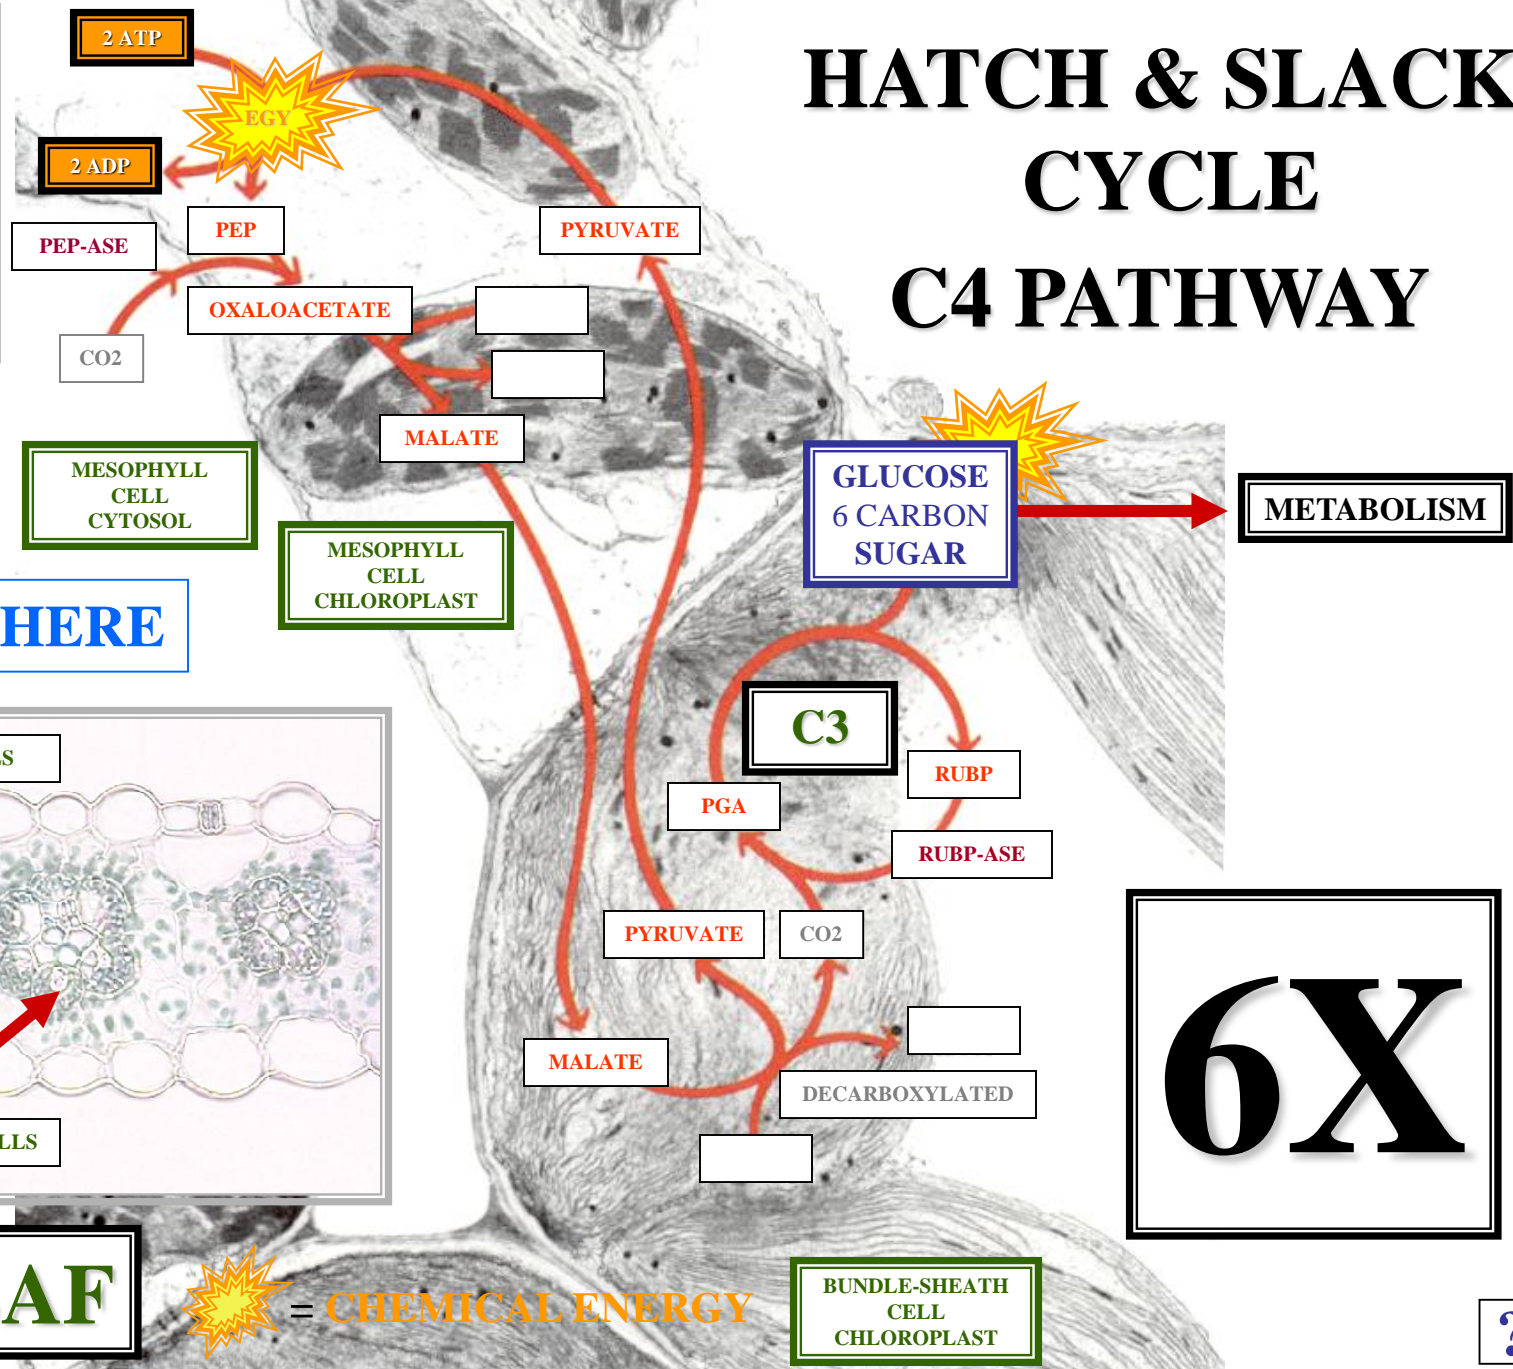 2 ATP
HATCH & SLACK
CYCLE
C4 PATHWAY
EGY
2 ADP
PEP-ASE
PEP
PYRUVATE
OXALOACETATE
CO2
MALATE
MESOPHYLL
CELL
CYTOSOL
MESOPHYLL
CELL
CHLOROPLAST
GLUCOSE
6 CARBON
SUGAR
METABOLISM
HERE
C3
RUBP
PGA
RUBP-ASE
PYRUVATE
CO2
MALATE
DECARBOXYLATED
6X
LLS
AF
= CHEMICAL ENERGY
BUNDLE-SHEATH
CELL
CHLOROPLAST